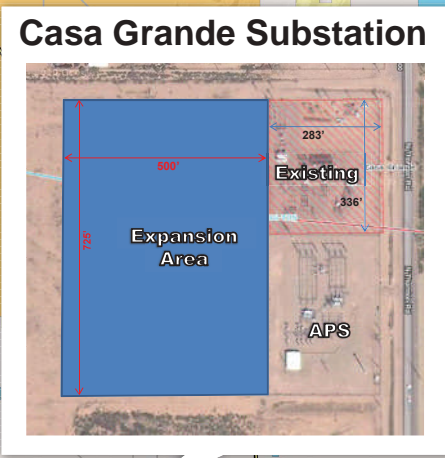 Casa Grande Substation
283'
500'
Existing
336'
725'
Expansion
Area
APS